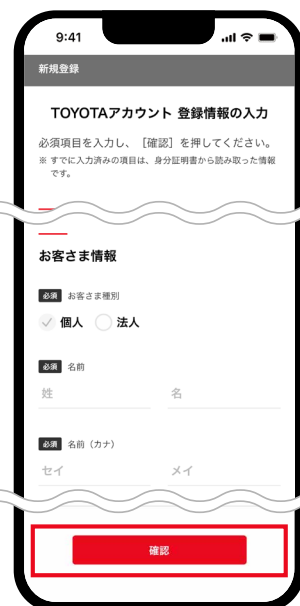 9:41
新規登録
TOYOTAアカウント 登録情報の入力
必須項目を入力し、［確認］を押してください。
※ すでに入力済みの項目は、身分証明書から読み取った情報
です。
お客さま情報
必須 お客さま種別
個人 法人
必須 名前
姓 名
必須 名前（カナ）
セイ メイ
確認